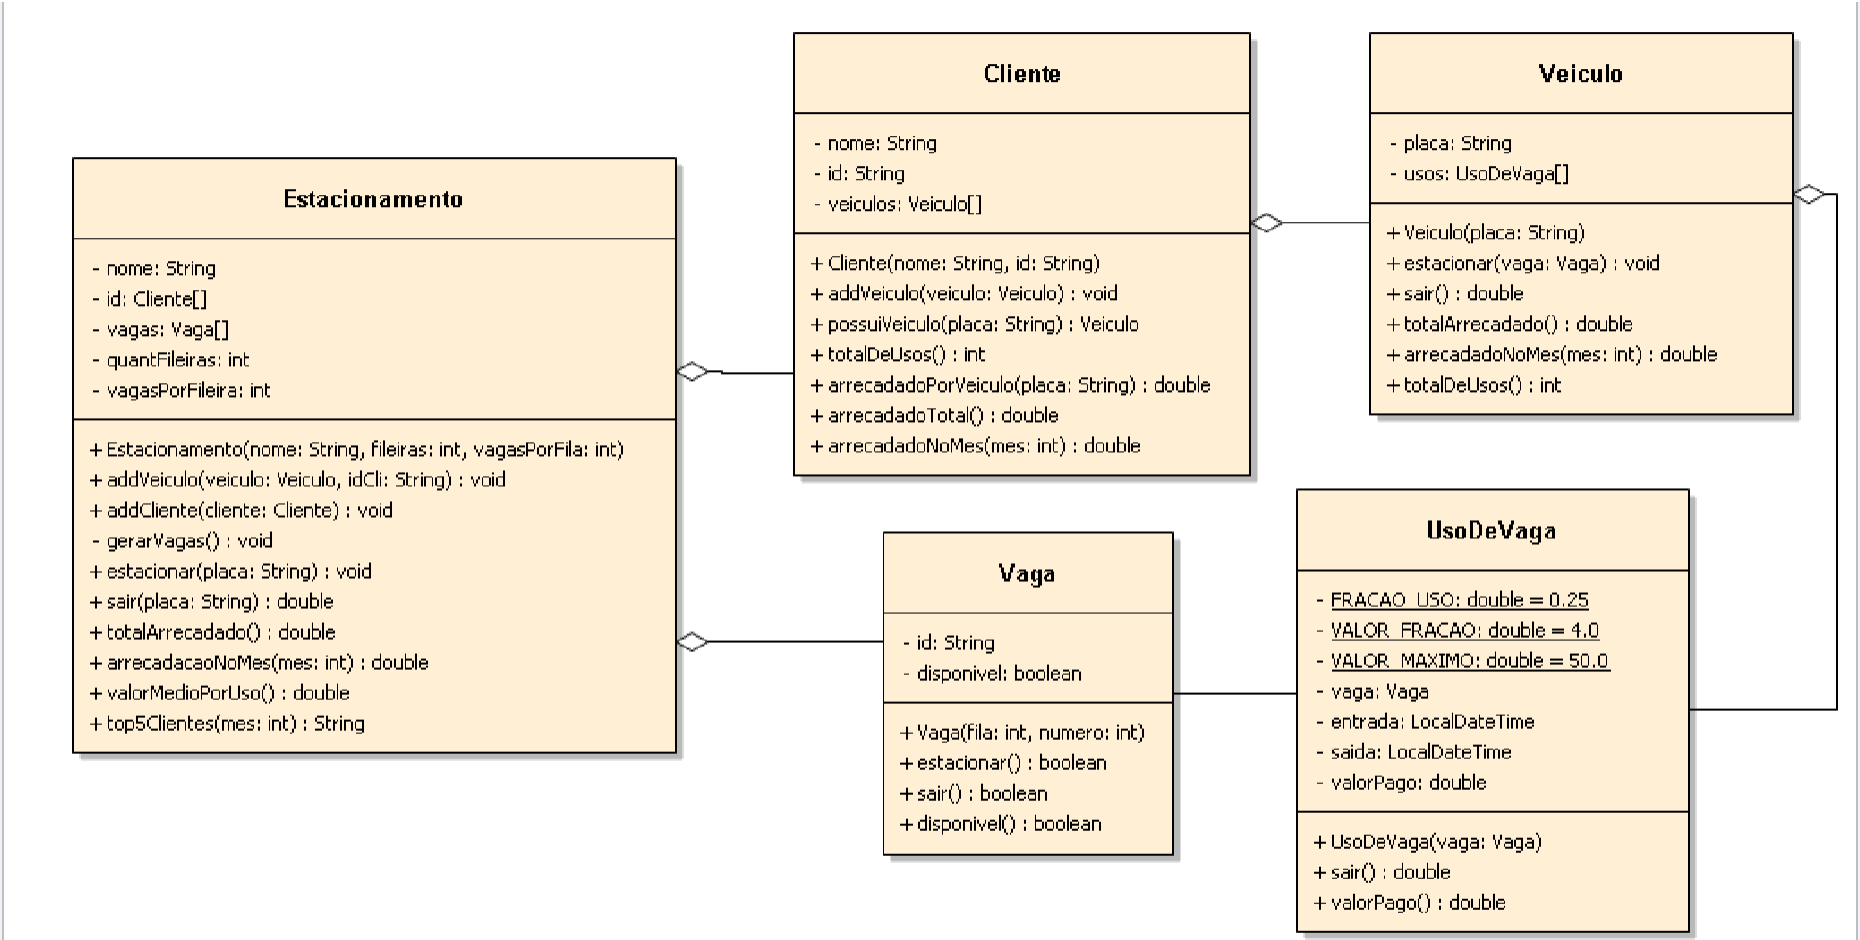 Estacionamento
- nome: String
- id: Cliente[]
- vagas: Vaga[]
- quantFileiras: int
- vagasPorFileira: int
+ Estacionamento(nome: String, fileiras: int, vagasPorFila: int)
+ addVeiculo(veiculo: Veiculo, idCli: String) : void
+ addCliente(cliente: Cliente) : void
- gerarVagas() : void
+ estacionar(placa: String) : void
+ sair(placa: String) : double
+ totalArrecadado() : double
+ arrecadacaoNoMes(mes: int) : double
+ valorMedioPorUso() : double
+ top5Clientes(mes: int) : String
Cliente
- nome: String
- id: String
- veiculos: Veiculo[]
+ Cliente(nome: String, id: String)
+ addVeiculo(veiculo: Veiculo) : void
+ possuiVeiculo(placa: String) : Veiculo
+ totalDeUsos() : int
+ arrecadadoPorVeiculo(placa: String) : double
+ arrecadadoTotal() : double
+ arrecadadoNoMes(mes: int) : double
Veiculo
- placa: String
- usos: UsoDeVaga[]
+ Veiculo(placa: String)
+ estacionar(vaga: Vaga) : void
+ sair() : double
+ totalArrecadado() : double
+ arrecadadoNoMes(mes: int) : double
+ totalDeUsos() : int
Vaga
- id: String
- disponivel: boolean
+ Vaga(fila: int, numero: int)
+ estacionar() : boolean
+ sair() : boolean
+ disponivel() : boolean
UsoDeVaga
- FRACAO_USO: double = 0.25
- VALOR_FRACAO: double = 4.0
- VALOR_MAXIMO: double = 50.0
- vaga: Vaga
- entrada: LocalDateTime
- saida: LocalDateTime
- valorPago: double
+ UsoDeVaga(vaga: Vaga)
+ sair() : double
+ valorPago() : double